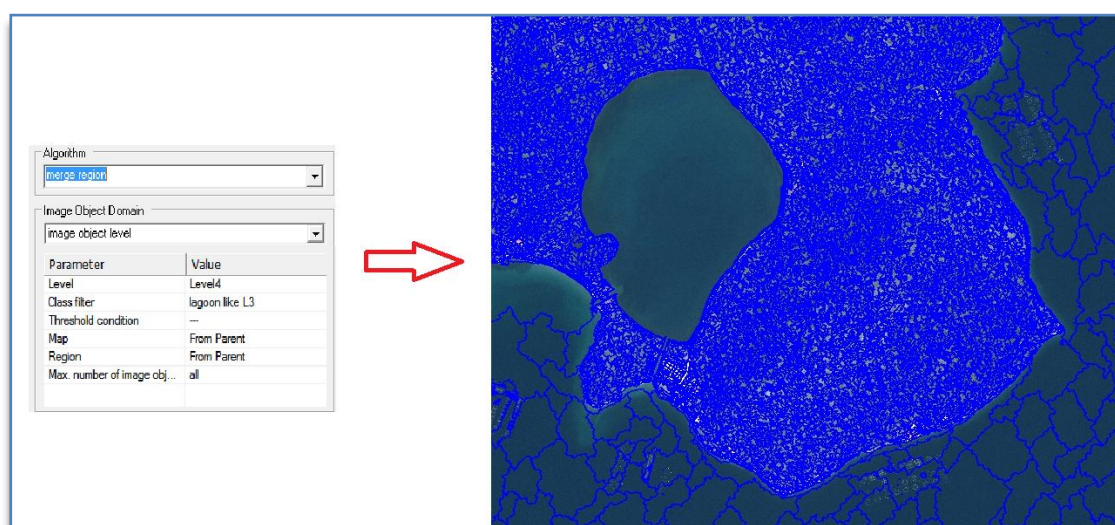 Algorithm
merge region
Image Object Domain
image object level
Parameter Value
Level Level4
Class filter lagoon like L3
Threshold condition ---
Map From Parent
Region From Parent
Max. number of image obj... all